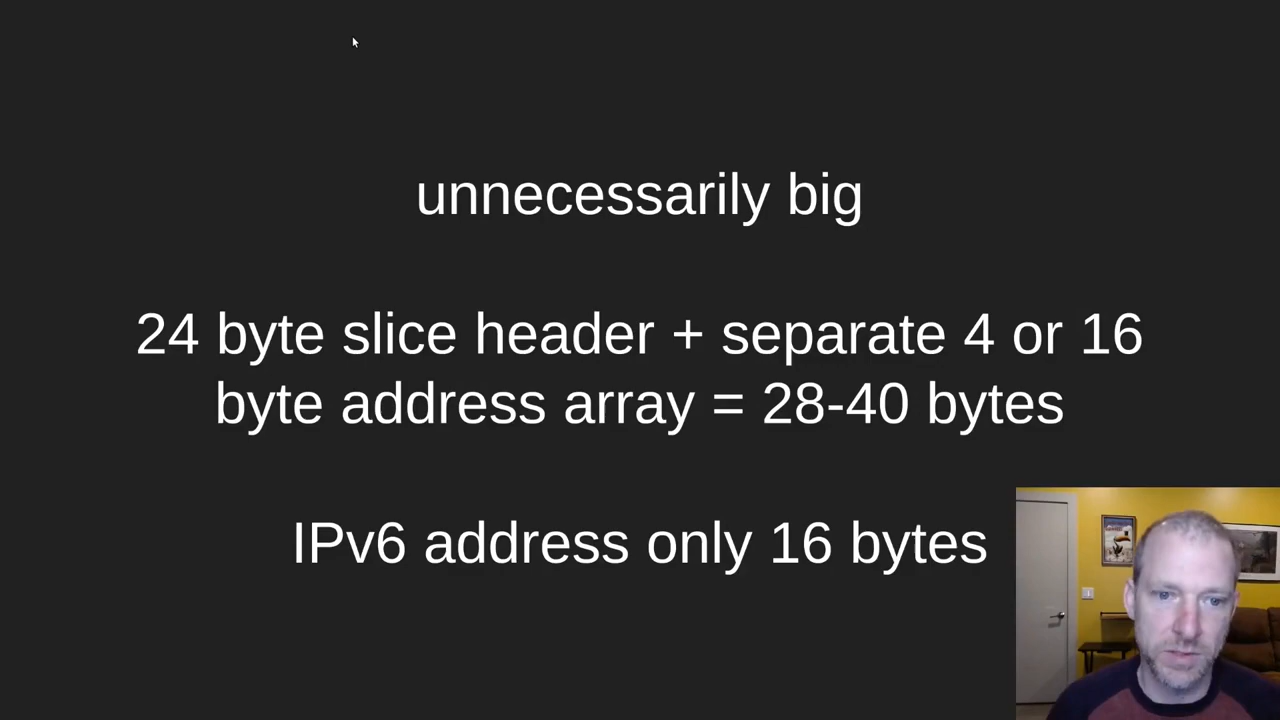 unnecessarily big
24 byte slice header + separate 4 or 16
byte address array = 28-40 bytes
IPv6 address only 16 bytes